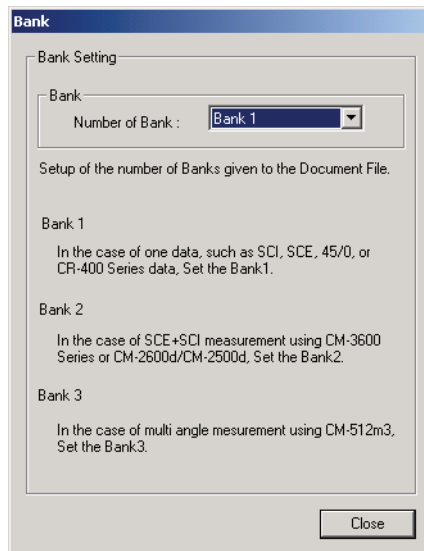 Bank
Bank Setting
Bank
Number of Bank :
Bank 1
Setup of the number of Banks given to the Document File.
Bank 1
In the case of one data, such as SCI, SCE, 45/0, or
CR-400 Series data, Set the Bank1.
Bank 2
In the case of SCE+SCI measurement using CM-3600
Series or CM-2600d/CM-2500d, Set the Bank2.
Bank 3
In the case of multi angle mesurement using CM-512m3,
Set the Bank3.
Close